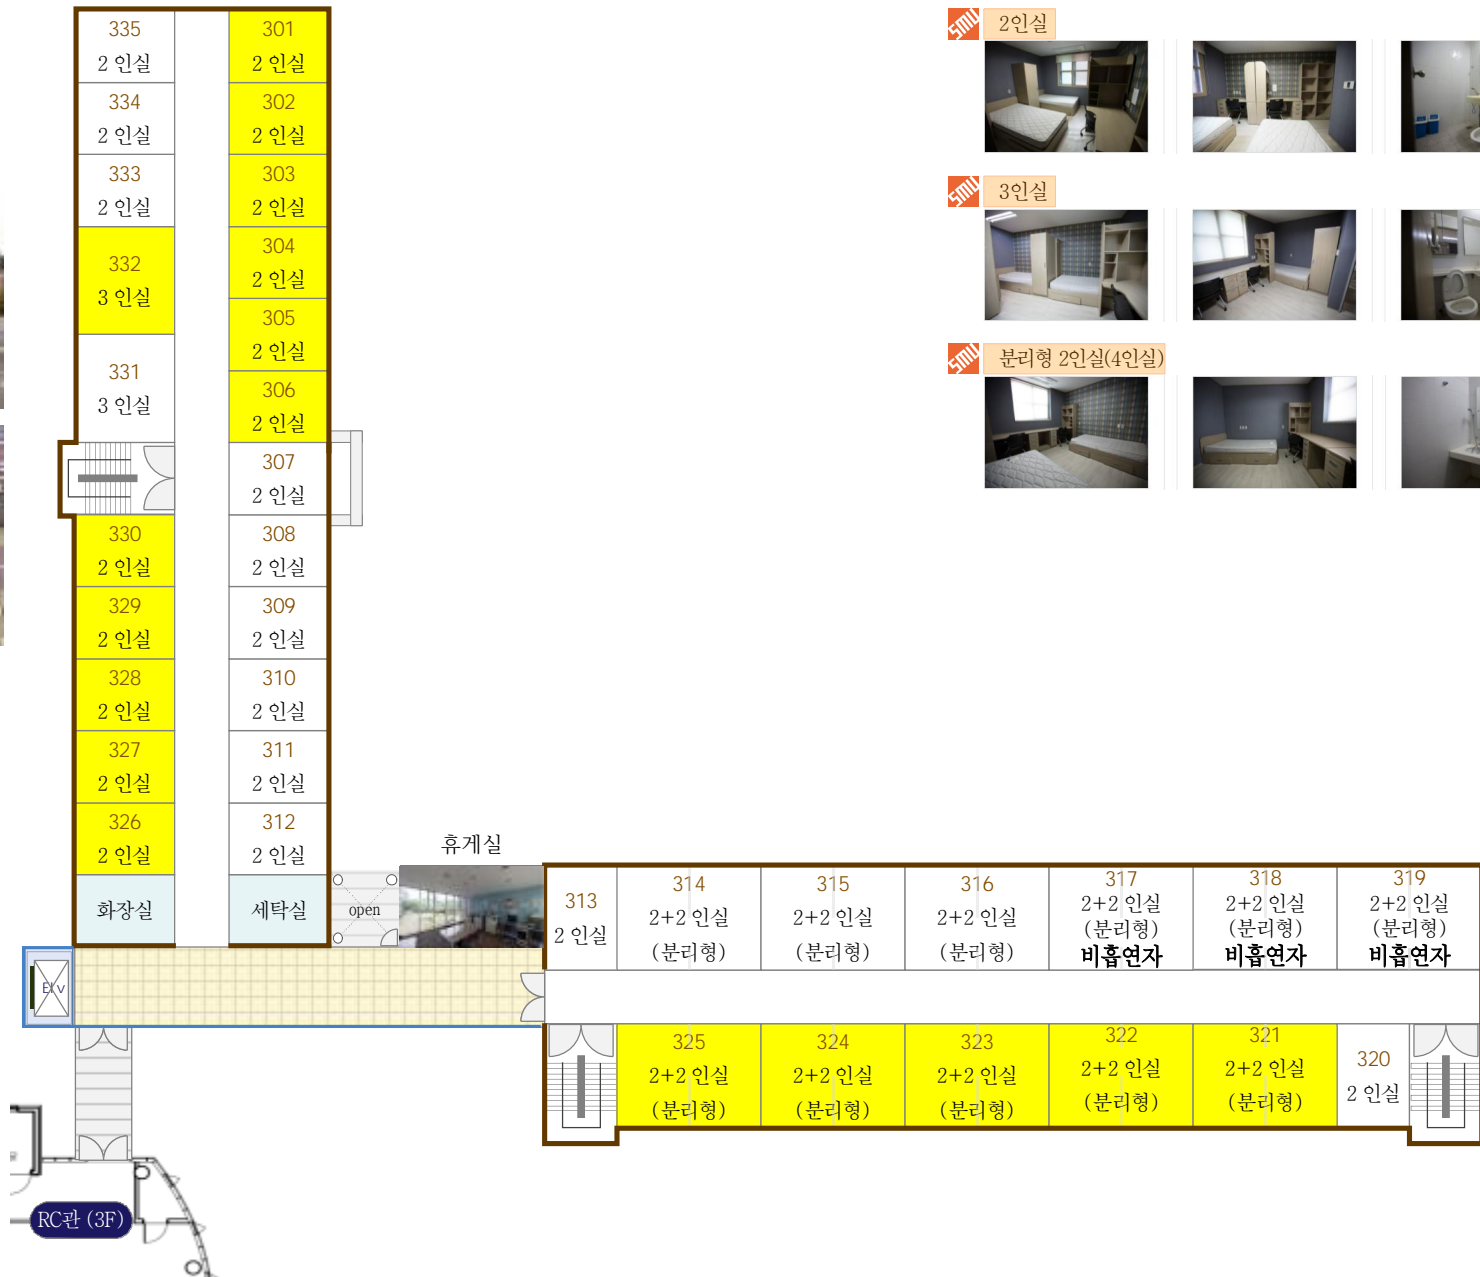 335
2 인실
334
2 인실
333
2 인실
332
3 인실
331
3 인실
330
2 인실
329
2 인실
328
2 인실
327
2 인실
326
2 인실
화장실
301
2 인실
302
2 인실
303
2 인실
304
2 인실
305
2 인실
306
2 인실
307
2 인실
308
2 인실
309
2 인실
310
2 인실
311
2 인실
312
2 인실
세탁실
SMU 2인실
SMU 3인실
SMU 분리형 2인실(4인실)
휴게실
open
Elv
313
2 인실
314
2+2 인실
(분리형)
315
2+2 인실
(분리형)
316
2+2 인실
(분리형)
317
2+2 인실
(분리형)
비흡연자
318
2+2 인실
(분리형)
비흡연자
319
2+2 인실
(분리형)
비흡연자
325
2+2 인실
(분리형)
324
2+2 인실
(분리형)
323
2+2 인실
(분리형)
322
2+2 인실
(분리형)
321
2+2 인실
(분리형)
320
2 인실
RC관 (3F)